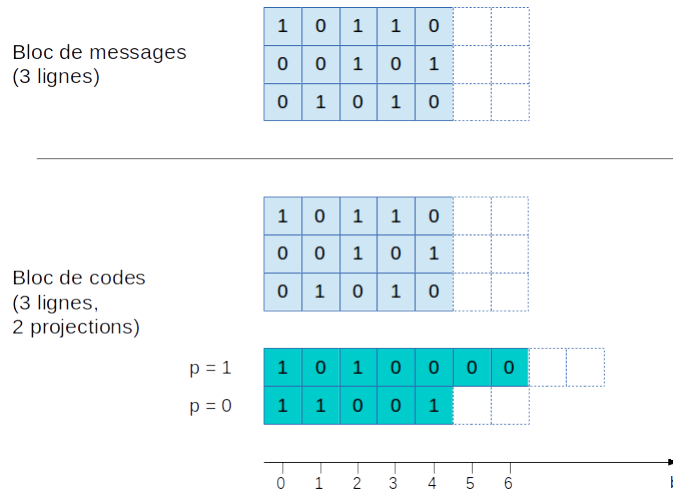 1 0 1 1 0
Bloc de messages
(3 lignes)
0 0 1 0 1
0 1 0 1 0
1 0 1 1 0
0 0 1 0 1
Bloc de codes
(3 lignes,
2 projections)
0 1 0 1 0
p = 1 1 0 1 0 0 0 0
p = 0 1 1 0 0 1
0 1 2 3 4 5 6